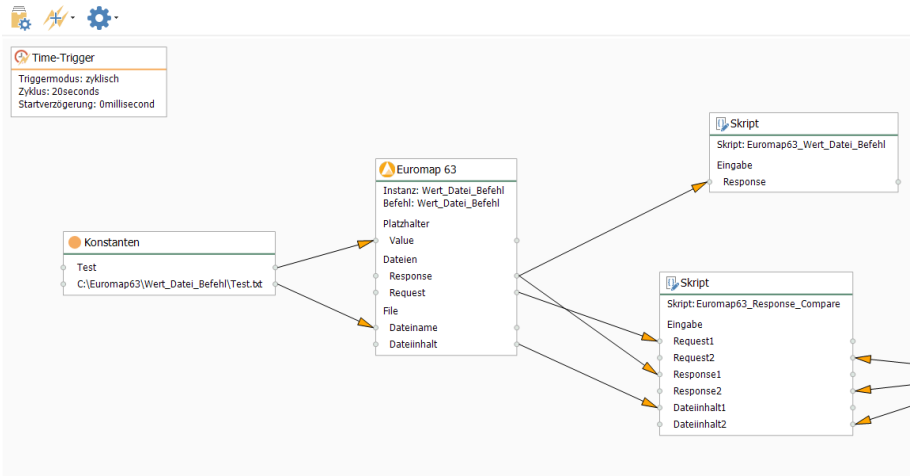 Time-Trigger
Triggermodus: zyklisch
Zyklus: 20seconds
Startverzögerung: 0millisecond
Konstanten
Test
C:\Euromap63\Wert_Datei_Befehl\Test.txt
Euromap 63
Instanz: Wert_Datei_Befehl
Befehl: Wert_Datei_Befehl
Platzhalter
Value
Dateien
Response
Request
File
Dateiname
Dateiinhalt
Skript
Skript: Euromap63_Wert_Datei_Befehl
Eingabe
Response
Skript
Skript: Euromap63_Response_Compare
Eingabe
Request1
Request2
Response1
Response2
Dateiinhalt1
Dateiinhalt2